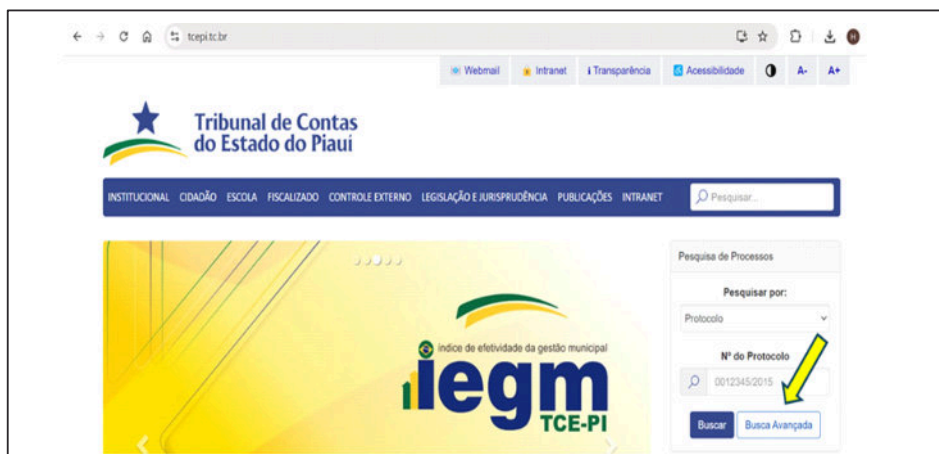 tcepi.tc.br
Webmail Intranet Transparência Acessibilidade A- A+
Tribunal de Contas
do Estado do Piauí
INSTITUCIONAL CIDADÃO ESCOLA FISCALIZADO CONTROLE EXTERNO LEGISLAÇÃO E JURISPRUDÊNCIA PUBLICAÇÕES INTRANET Pesquisar...
Pesquisa de Processos
Pesquisar por:
Protocolo
Nº do Protocolo
0012345/2015
Buscar Busca Avançada
índice de efetividade da gestão municipal
iegm
TCE-PI